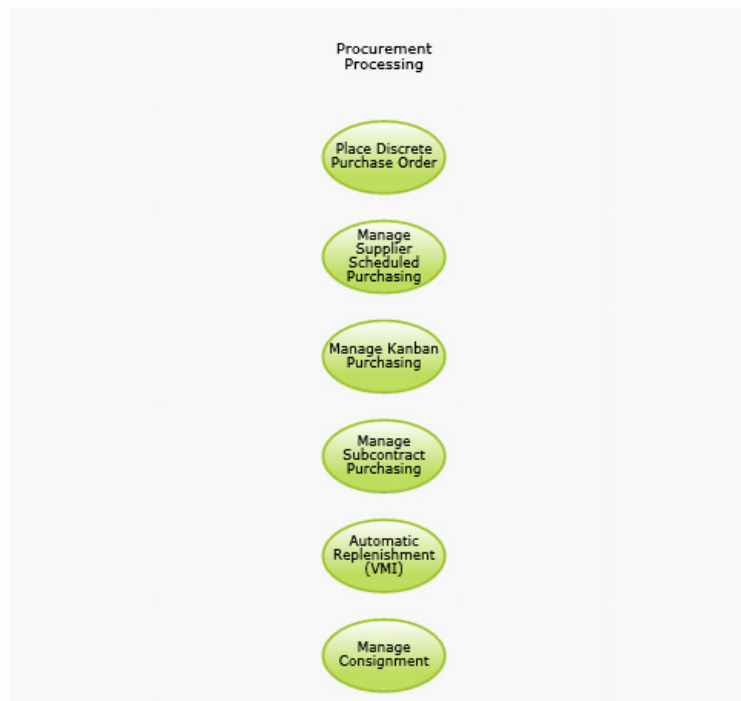 Procurement
Processing
Place Discrete
Purchase Order
Manage
Supplier
Scheduled
Purchasing
Manage Kanban
Purchasing
Manage
Subcontract
Purchasing
Automatic
Replenishment
(VMI)
Manage
Consignment